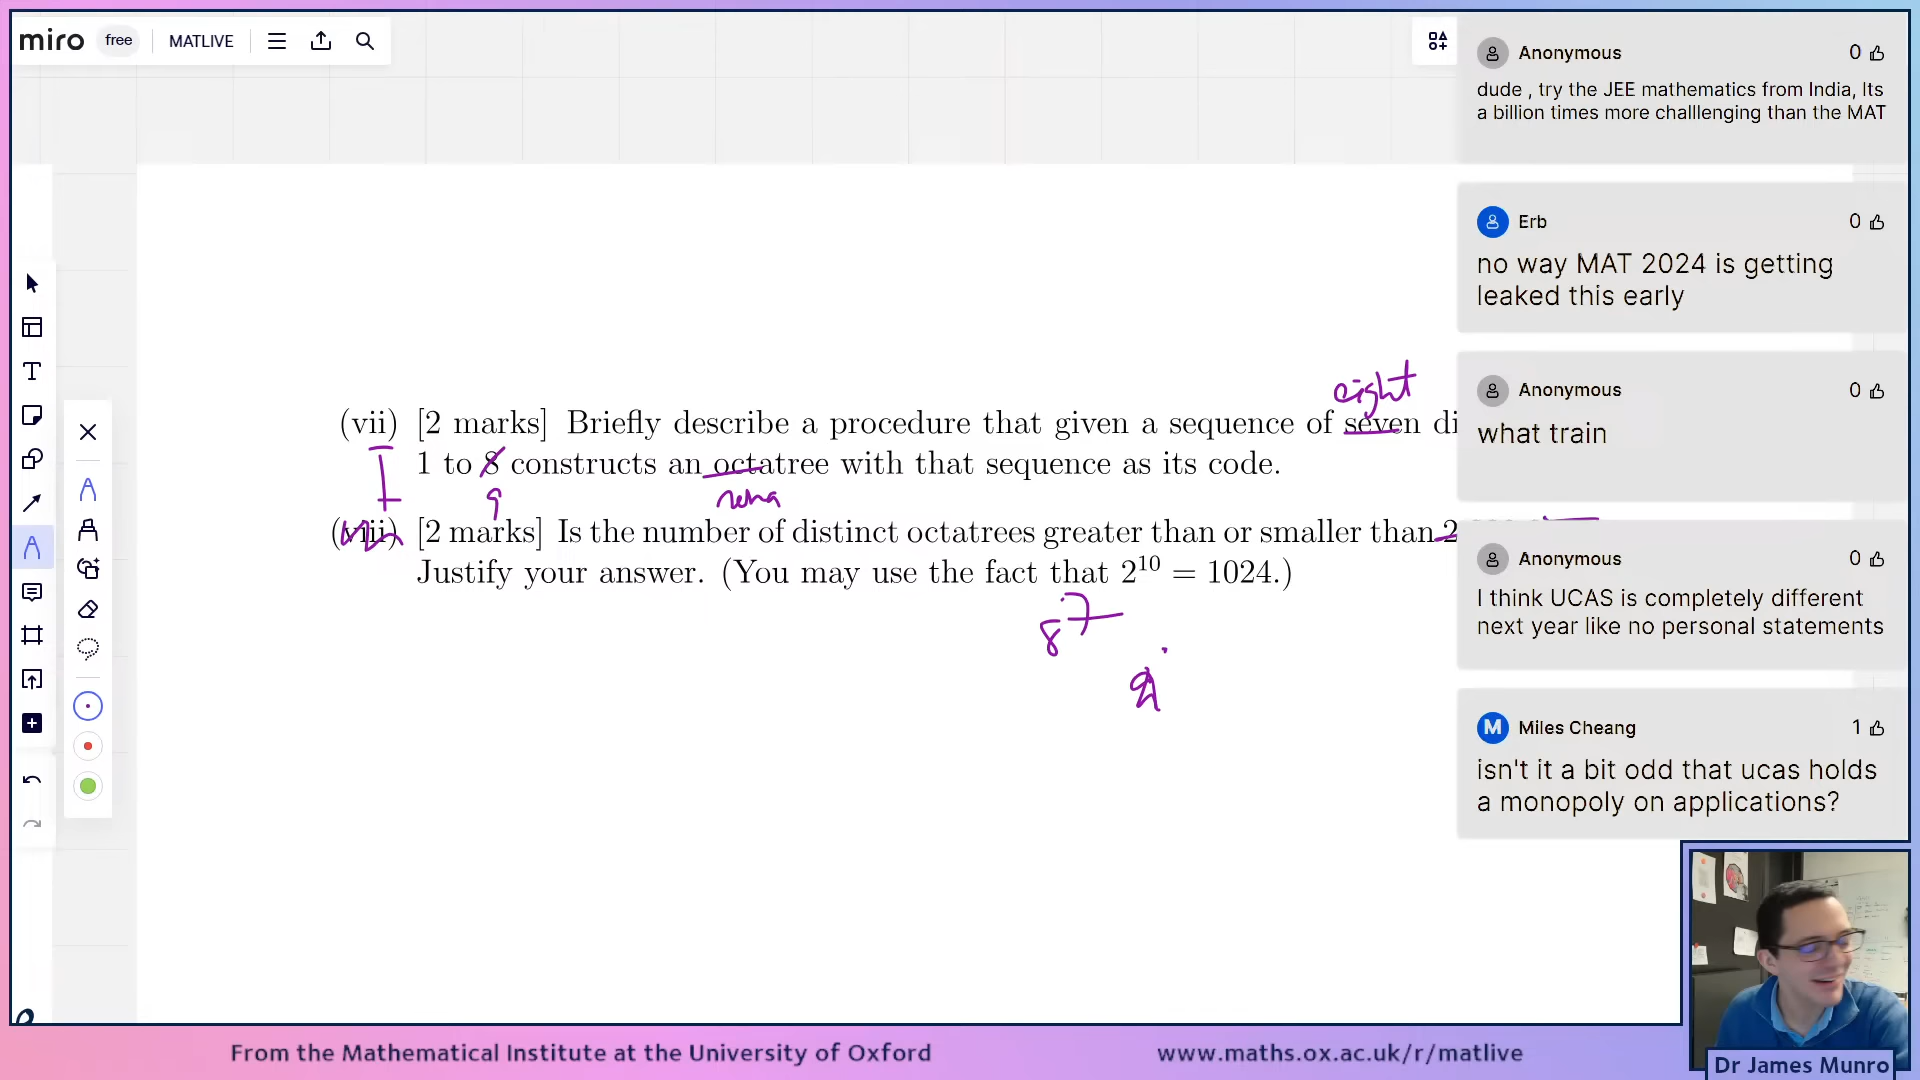 miro free MATLIVE
Anonymous 0
dude , try the JEE mathematics from India, Its
a billion times more challlenging than the MAT
Erb 0
no way MAT 2024 is getting
leaked this early
Anonymous 0
what train
Anonymous 0
I think UCAS is completely different
next year like no personal statements
M Miles Cheang 1
isn't it a bit odd that ucas holds
a monopoly on applications?
eight
(vii) [2 marks] Briefly describe a procedure that given a sequence of seven di
1 to 8 constructs an octatree with that sequence as its code.
9
(viii) [2 marks] Is the number of distinct octatrees greater than or smaller than 2
Justify your answer. (You may use the fact that 2¹⁰ = 1024.)
8⁷
From the Mathematical Institute at the University of Oxford
www.maths.ox.ac.uk/r/matlive
Dr James Munro